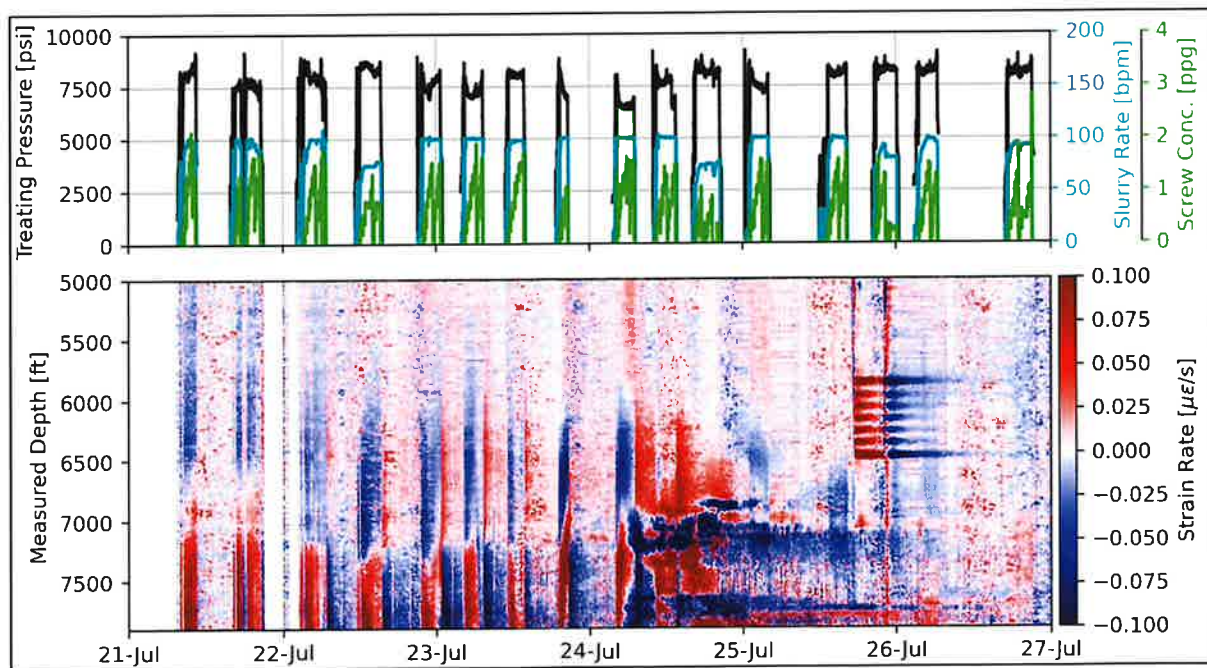 Treating Pressure [psi]
10000
7500
5000
2500
0
200
150
100
50
0
Slurry Rate [bpm]
4
3
2
1
0
Screw Conc. [ppg]
Measured Depth [ft]
5000
5500
6000
6500
7000
7500
21-Jul
22-Jul
23-Jul
24-Jul
25-Jul
26-Jul
27-Jul
0.100
0.075
0.050
0.025
0.000
−0.025
−0.050
−0.075
−0.100
Strain Rate [με/s]